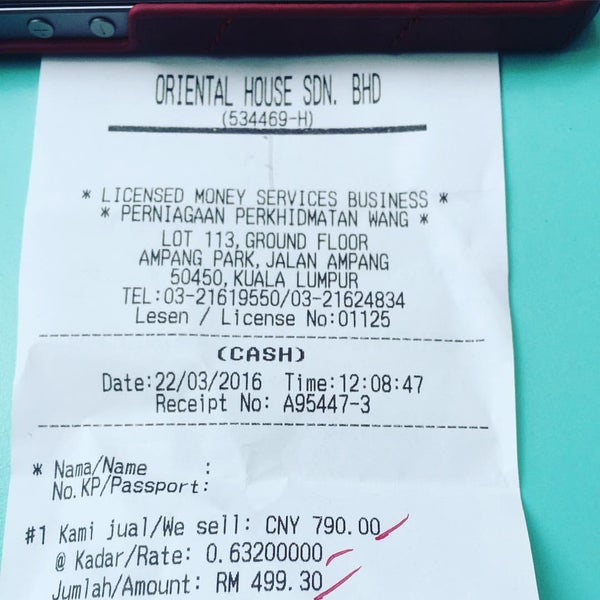 ORIENTAL HOUSE SDN. BHD
(534469-H)
* LICENSED MONEY SERVICES BUSINESS *
* PERNIAGAAN PERKHIDMATAN WANG *
LOT 113, GROUND FLOOR
AMPANG PARK, JALAN AMPANG
50450, KUALA LUMPUR
TEL:03-21619550/03-21624834
Lesen / License No:01125
(CASH)
Date:22/03/2016 Time:12:08:47
Receipt No: A95447-3
* Nama/Name :
No. KP/Passport:
#1 Kami jual/We sell: CNY 790.00
@ Kadar/Rate: 0.63200000
Jumlah/Amount: RM 499.30